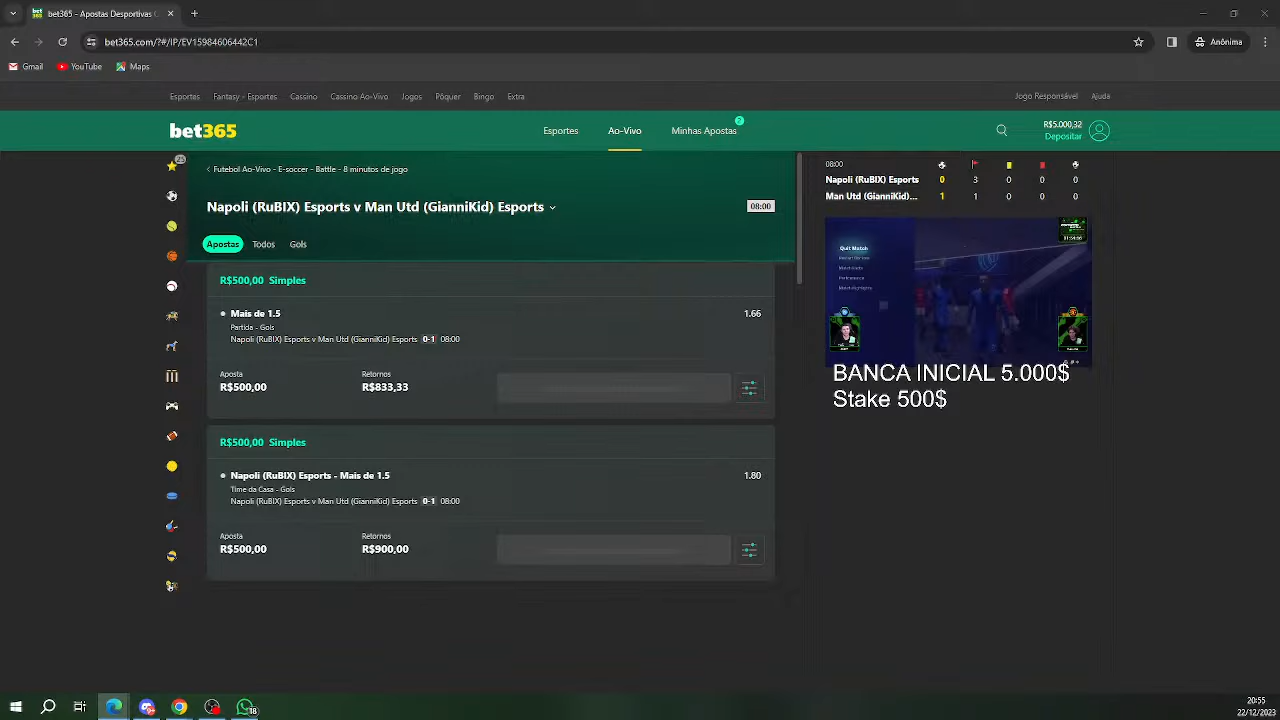 bet365 - Apostas Desportivas
bet365.com/?#/IP/EV15984606442C1
Anônima
Gmail
YouTube
Maps
Esportes
Fantasy - Esportes
Cassino
Cassino Ao-Vivo
Jogos
Pôquer
Bingo
Extra
Jogo Responsável
Ajuda
bet365
Esportes
Ao-Vivo
Minhas Apostas
2
R$5.000,32
Depositar
Futebol Ao-Vivo - E-soccer - Battle - 8 minutos de jogo
Napoli (RuBIX) Esports v Man Utd (GianniKid) Esports
08:00
Apostas
Todos
Gols
R$500,00 Simples
Mais de 1.5
1.66
Partida - Gols
Napoli (RuBIX) Esports v Man Utd (GianniKid) Esports 0-1 08:00
Aposta
Retornos
R$500,00
R$833,33
R$500,00 Simples
Napoli (RuBIX) Esports - Mais de 1.5
1.80
Time da Casa - Gols
Napoli (RuBIX) Esports v Man Utd (GianniKid) Esports 0-1 08:00
Aposta
Retornos
R$500,00
R$900,00
08:00
Napoli (RuBIX) Esports 0 3 0 0 0
Man Utd (GianniKid)... 1 1 0 0 0
Quit Match
BANCA INICIAL 5.000$
Stake 500$
18
20:55
22/12/2023